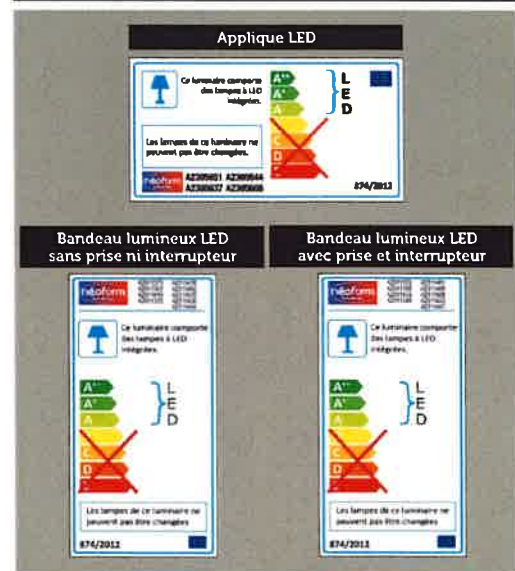 Applique LED
Ce luminaire comporte
des lampes à LED
intégrées.
A++
A+
A
C
D
L
E
D
Les lampes de ce luminaire ne
peuvent pas être changées.
néoform
874/2012
Bandeau lumineux LED
sans prise ni interrupteur
néoform
Ce luminaire comporte
des lampes à LED
intégrées.
A++
A+
A
C
D
L
E
D
Les lampes de ce luminaire ne
peuvent pas être changées
874/2012
Bandeau lumineux LED
avec prise et interrupteur
néoform
Ce luminaire comporte
des lampes à LED
intégrées.
A++
A+
A
C
D
L
E
D
Les lampes de ce luminaire ne
peuvent pas être changées
874/2012